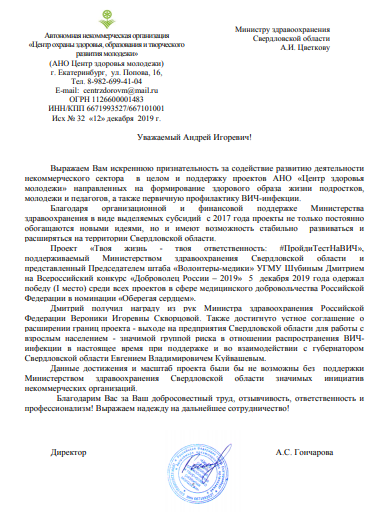 Автономная некоммерческая организация
«Центр охраны здоровья, образования и творческого
развития молодежи»
(АНО Центр здоровья молодежи)
г. Екатеринбург, ул. Попова, 16,
Тел. 8-982-699-41-04
E-mail: centrzdorovm@mail.ru
ОГРН 1126600001483
ИНН/КПП 6671993527/667101001
Исх № 32 «12» декабря 2019 г.
Министру здравоохранения
Свердловской области
А.И. Цветкову
Уважаемый Андрей Игоревич!
Выражаем Вам искреннюю признательность за содействие развитию деятельности
некоммерческого сектора в целом и поддержку проектов АНО «Центр здоровья
молодежи» направленных на формирование здорового образа жизни подростков,
молодежи и педагогов, а также первичную профилактику ВИЧ-инфекции.
Благодаря организационной и финансовой поддержке Министерства
здравоохранения в виде выделяемых субсидий с 2017 года проекты не только постоянно
обогащаются новыми идеями, но и имеют возможность стабильно развиваться и
расширяться на территории Свердловской области.
Проект «Твоя жизнь - твоя ответственность: #ПройдиТестНаВИЧ»,
поддерживаемый Министерством здравоохранения Свердловской области и
представленный Председателем штаба «Волонтеры-медики» УГМУ Шубиным Дмитрием
на Всероссийский конкурс «Доброволец России – 2019» 5 декабря 2019 года одержал
победу (I место) среди всех проектов в сфере медицинского добровольчества Российской
Федерации в номинации «Оберегая сердцем».
Дмитрий получил награду из рук Министра здравоохранения Российской
Федерации Вероники Игоревны Скворцовой. Также достигнуто устное соглашение о
расширении границ проекта - выходе на предприятия Свердловской области для работы с
взрослым населением - значимой группой риска в отношении распространения ВИЧ-
инфекции в настоящее время при поддержке и во взаимодействии с губернатором
Свердловской области Евгением Владимировичем Куйвашевым.
Данные достижения и масштаб проекта были бы не возможны без поддержки
Министерством здравоохранения Свердловской области значимых инициатив
некоммерческих организаций.
Благодарим Вас за Ваш добросовестный труд, отзывчивость, ответственность и
профессионализм! Выражаем надежду на дальнейшее сотрудничество!
Директор
А.С. Гончарова